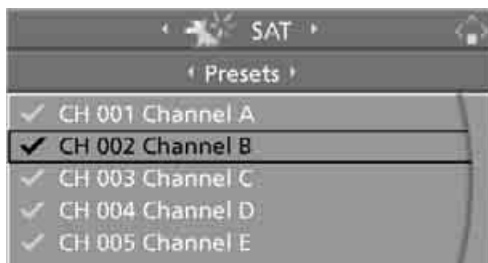 SAT
Presets
CH 001 Channel A
CH 002 Channel B
CH 003 Channel C
CH 004 Channel D
CH 005 Channel E